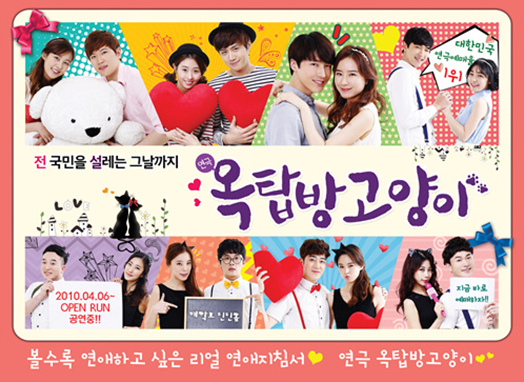 대한민국
연극예매율
1위
전 국민을 설레는 그날까지
연극
옥탑방고양이
LOVE
2010.04.06~
OPEN RUN
공연중!!
지금 바로
예매하자!!
볼수록 연애하고 싶은 리얼 연애지침서
연극 옥탑방고양이